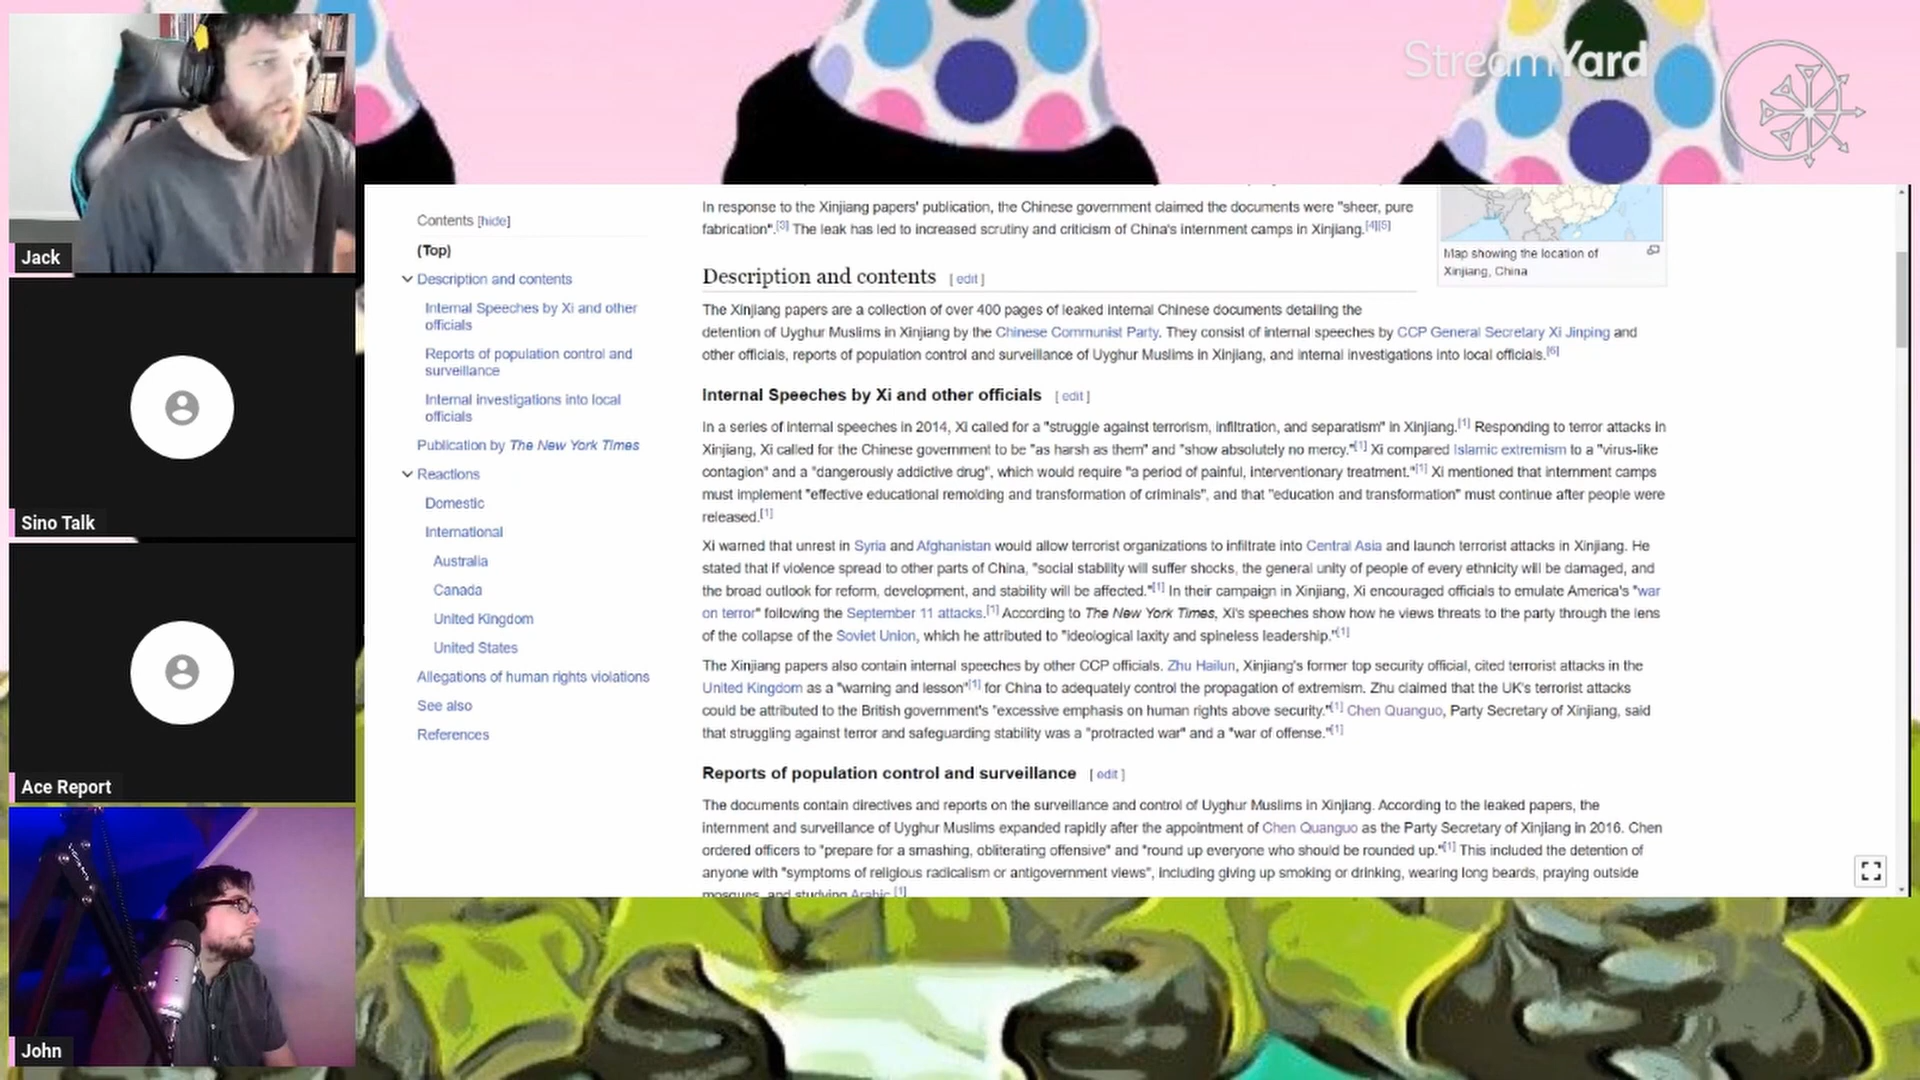 StreamYard
Jack
Sino Talk
Ace Report
John
Contents [hide]
(Top)
Description and contents
Internal Speeches by Xi and other
officials
Reports of population control and
surveillance
Internal investigations into local
officials
Publication by The New York Times
Reactions
Domestic
International
Australia
Canada
United Kingdom
United States
Allegations of human rights violations
See also
References
In response to the Xinjiang papers' publication, the Chinese government claimed the documents were "sheer, pure
fabrication".[3] The leak has led to increased scrutiny and criticism of China's internment camps in Xinjiang.[4][5]
Map showing the location of
Xinjiang, China
Description and contents [ edit ]
The Xinjiang papers are a collection of over 400 pages of leaked internal Chinese documents detailing the
detention of Uyghur Muslims in Xinjiang by the Chinese Communist Party. They consist of internal speeches by CCP General Secretary Xi Jinping and
other officials, reports of population control and surveillance of Uyghur Muslims in Xinjiang, and internal investigations into local officials.[6]
Internal Speeches by Xi and other officials [ edit ]
In a series of internal speeches in 2014, Xi called for a "struggle against terrorism, infiltration, and separatism" in Xinjiang.[1] Responding to terror attacks in
Xinjiang, Xi called for the Chinese government to be "as harsh as them" and "show absolutely no mercy."[1] Xi compared Islamic extremism to a "virus-like
contagion" and a "dangerously addictive drug", which would require "a period of painful, interventionary treatment."[1] Xi mentioned that internment camps
must implement "effective educational remolding and transformation of criminals", and that "education and transformation" must continue after people were
released.[1]
Xi warned that unrest in Syria and Afghanistan would allow terrorist organizations to infiltrate into Central Asia and launch terrorist attacks in Xinjiang. He
stated that if violence spread to other parts of China, "social stability will suffer shocks, the general unity of people of every ethnicity will be damaged, and
the broad outlook for reform, development, and stability will be affected."[1] In their campaign in Xinjiang, Xi encouraged officials to emulate America's "war
on terror" following the September 11 attacks.[1] According to The New York Times, Xi's speeches show how he views threats to the party through the lens
of the collapse of the Soviet Union, which he attributed to "ideological laxity and spineless leadership."[1]
The Xinjiang papers also contain internal speeches by other CCP officials. Zhu Hailun, Xinjiang's former top security official, cited terrorist attacks in the
United Kingdom as a "warning and lesson"[1] for China to adequately control the propagation of extremism. Zhu claimed that the UK's terrorist attacks
could be attributed to the British government's "excessive emphasis on human rights above security."[1] Chen Quanguo, Party Secretary of Xinjiang, said
that struggling against terror and safeguarding stability was a "protracted war" and a "war of offense."[1]
Reports of population control and surveillance [ edit ]
The documents contain directives and reports on the surveillance and control of Uyghur Muslims in Xinjiang. According to the leaked papers, the
internment and surveillance of Uyghur Muslims expanded rapidly after the appointment of Chen Quanguo as the Party Secretary of Xinjiang in 2016. Chen
ordered officers to "prepare for a smashing, obliterating offensive" and "round up everyone who should be rounded up."[1] This included the detention of
anyone with "symptoms of religious radicalism or antigovernment views", including giving up smoking or drinking, wearing long beards, praying outside
mosques, and studying Arabic.[1]